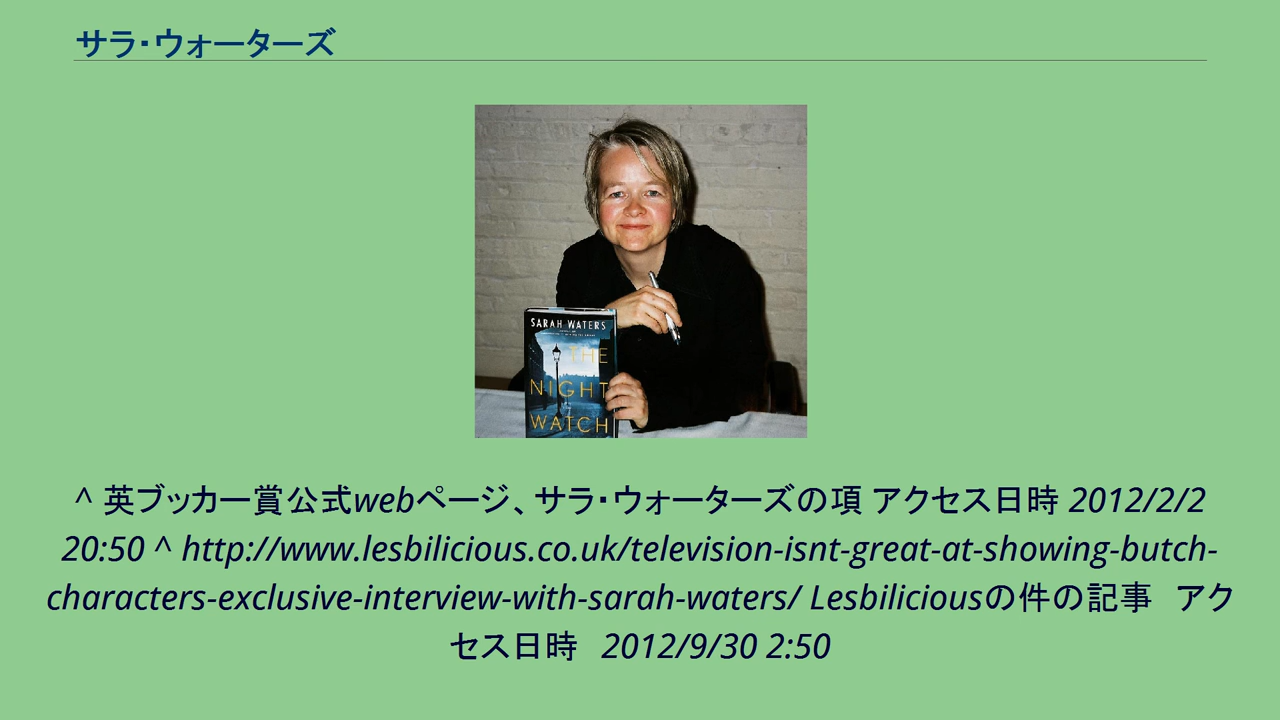 サラ・ウォーターズ
SARAH WATERS
THE
NIGHT
WATCH
^ 英ブッカー賞公式webページ、サラ・ウォーターズの項 アクセス日時 2012/2/2
20:50 ^ http://www.lesbilicious.co.uk/television-isnt-great-at-showing-butch-
characters-exclusive-interview-with-sarah-waters/ Lesbiliciousの件の記事　アク
セス日時　2012/9/30 2:50